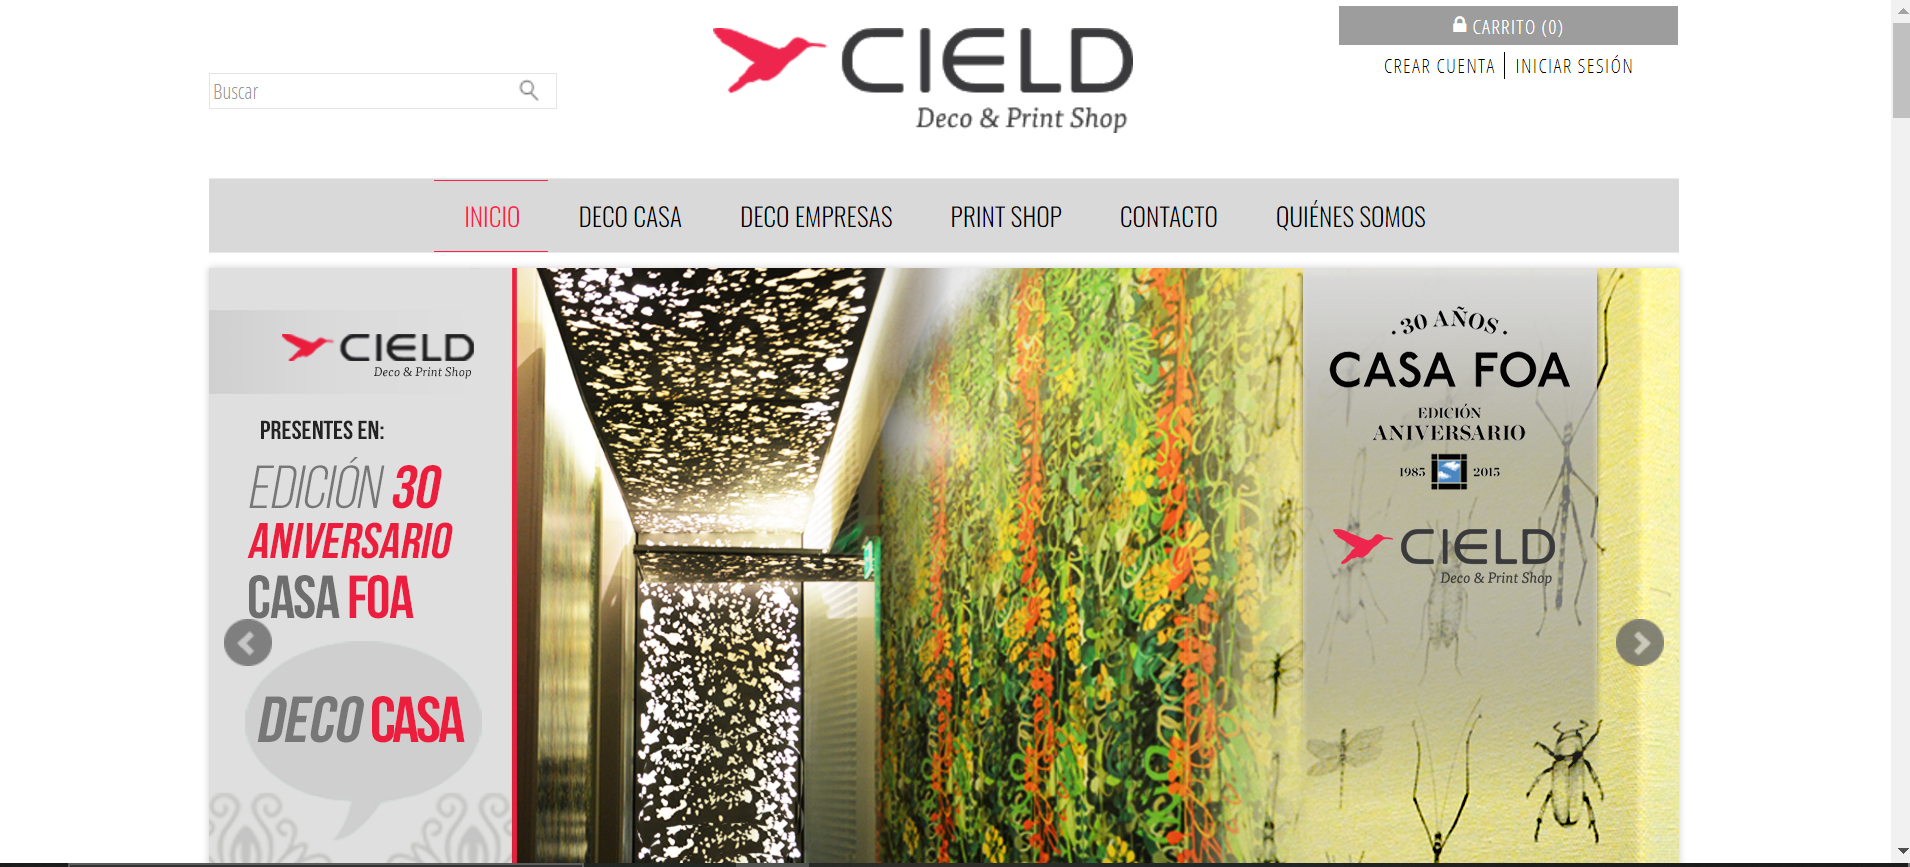 CARRITO (0)
CREAR CUENTA
INICIAR SESIÓN
Buscar
CIELD
Deco & Print Shop
INICIO
DECO CASA
DECO EMPRESAS
PRINT SHOP
CONTACTO
QUIÉNES SOMOS
CIELD
Deco & Print Shop
PRESENTES EN:
EDICIÓN 30
ANIVERSARIO
CASA FOA
DECO CASA
. 30 AÑOS .
CASA FOA
EDICIÓN
ANIVERSARIO
1985 2015
CIELD
Deco & Print Shop